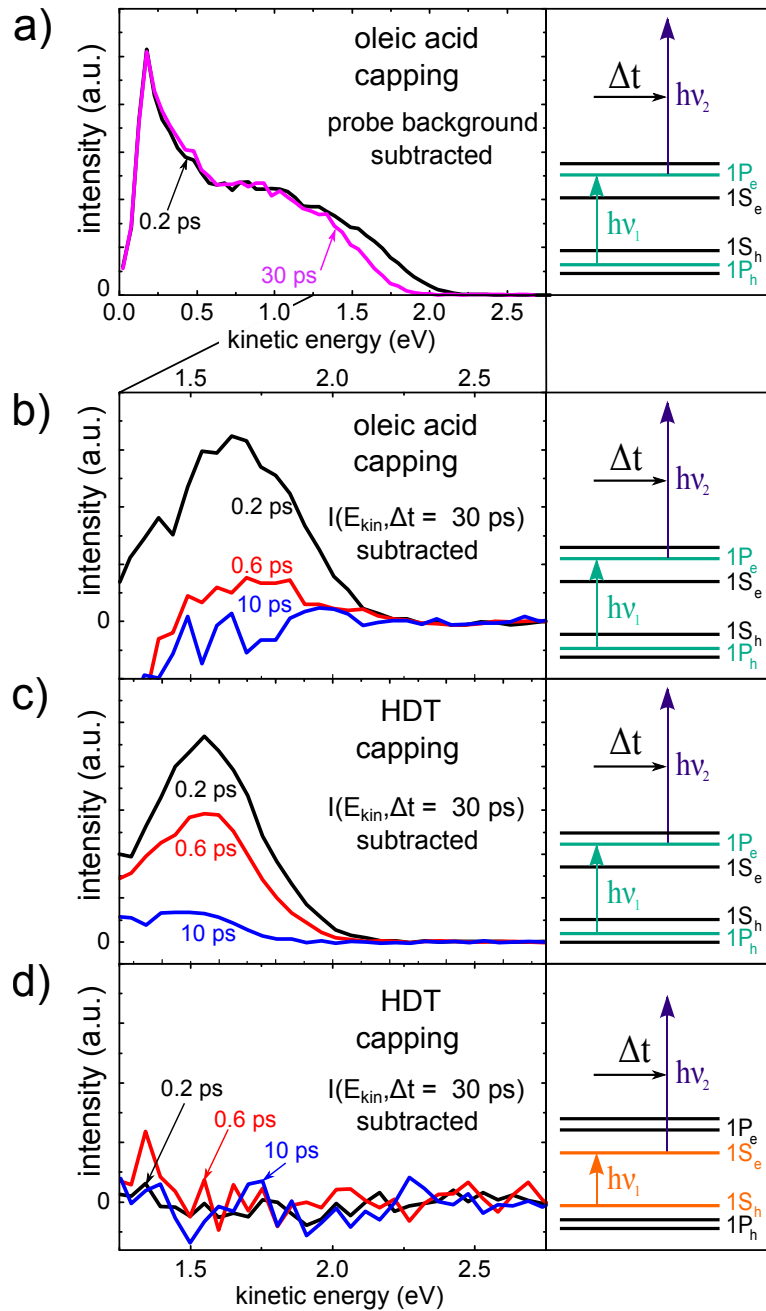 a)
intensity (a.u.)
oleic acid
capping
probe background
subtracted
0.2 ps
30 ps
0
0.0 0.5 1.0 1.5 2.0 2.5
kinetic energy (eV)
Δt
hν₂
hν₁
1Pₑ
1Sₑ
1Sₕ
1Pₕ
1.5 2.0 2.5
b)
intensity (a.u.)
oleic acid
capping
I(E_kin,Δt = 30 ps)
subtracted
0.2 ps
0.6 ps
10 ps
0
Δt
hν₂
hν₁
1Pₑ
1Sₑ
1Sₕ
1Pₕ
c)
intensity (a.u.)
HDT
capping
I(E_kin,Δt = 30 ps)
subtracted
0.2 ps
0.6 ps
10 ps
0
Δt
hν₂
hν₁
1Pₑ
1Sₑ
1Sₕ
1Pₕ
d)
intensity (a.u.)
HDT
capping
I(E_kin,Δt = 30 ps)
subtracted
0.2 ps
0.6 ps
10 ps
0
1.5 2.0 2.5
kinetic energy (eV)
Δt
hν₂
hν₁
1Pₑ
1Sₑ
1Sₕ
1Pₕ